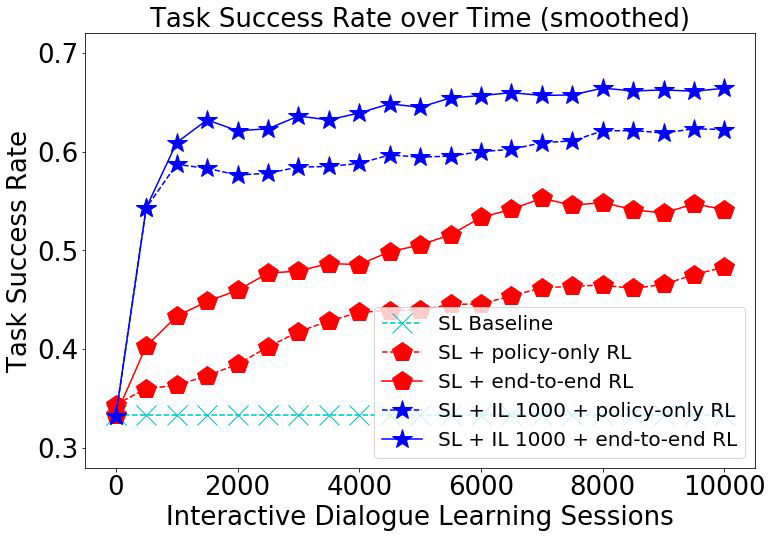 Task Success Rate over Time (smoothed)
Task Success Rate
0.7
0.6
0.5
0.4
0.3
SL Baseline
SL + policy-only RL
SL + end-to-end RL
SL + IL 1000 + policy-only RL
SL + IL 1000 + end-to-end RL
0 2000 4000 6000 8000 10000
Interactive Dialogue Learning Sessions